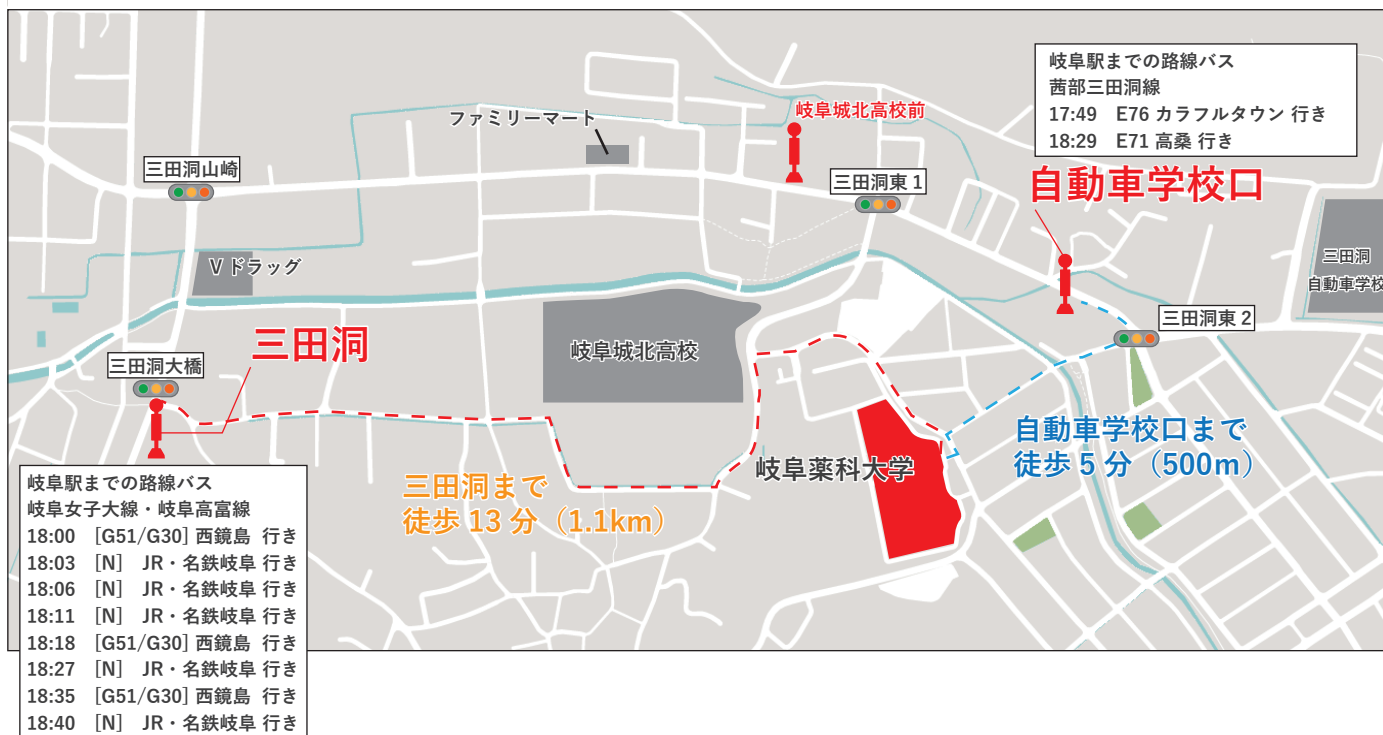 岐阜駅までの路線バス
茜部三田洞線
17:49 E76 カラフルタウン 行き
18:29 E71 高桑 行き
自動車学校口
ファミリーマート
岐阜城北高校前
三田洞山崎
三田洞東 1
V ドラッグ
三田洞
自動車学校
三田洞東 2
三田洞
三田洞大橋
岐阜城北高校
自動車学校口まで
徒歩 5 分（500m）
岐阜薬科大学
三田洞まで
徒歩 13 分（1.1km）
岐阜駅までの路線バス
岐阜女子大線・岐阜高富線
18:00 [G51/G30] 西鏡島 行き
18:03 [N] JR・名鉄岐阜 行き
18:06 [N] JR・名鉄岐阜 行き
18:11 [N] JR・名鉄岐阜 行き
18:18 [G51/G30] 西鏡島 行き
18:27 [N] JR・名鉄岐阜 行き
18:35 [G51/G30] 西鏡島 行き
18:40 [N] JR・名鉄岐阜 行き